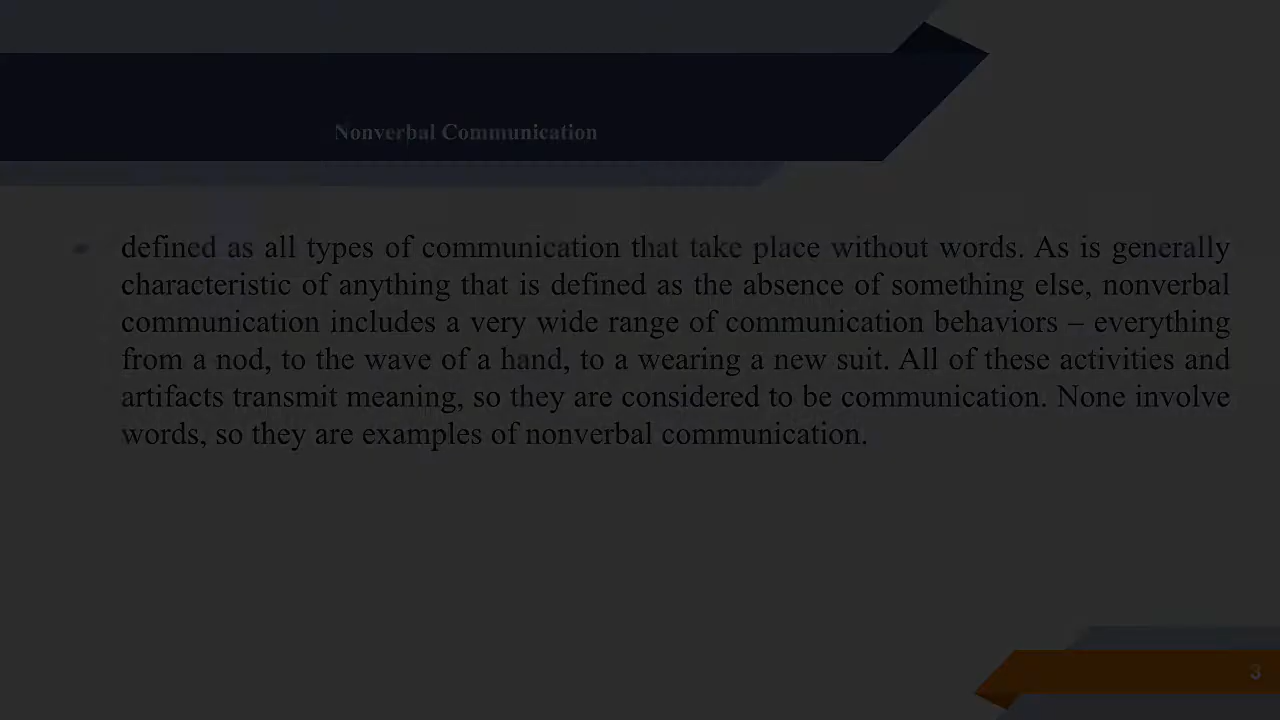 Nonverbal Communication
defined as all types of communication that take place without words. As is generally
characteristic of anything that is defined as the absence of something else, nonverbal
communication includes a very wide range of communication behaviors – everything
from a nod, to the wave of a hand, to a wearing a new suit. All of these activities and
artifacts transmit meaning, so they are considered to be communication. None involve
words, so they are examples of nonverbal communication.
3